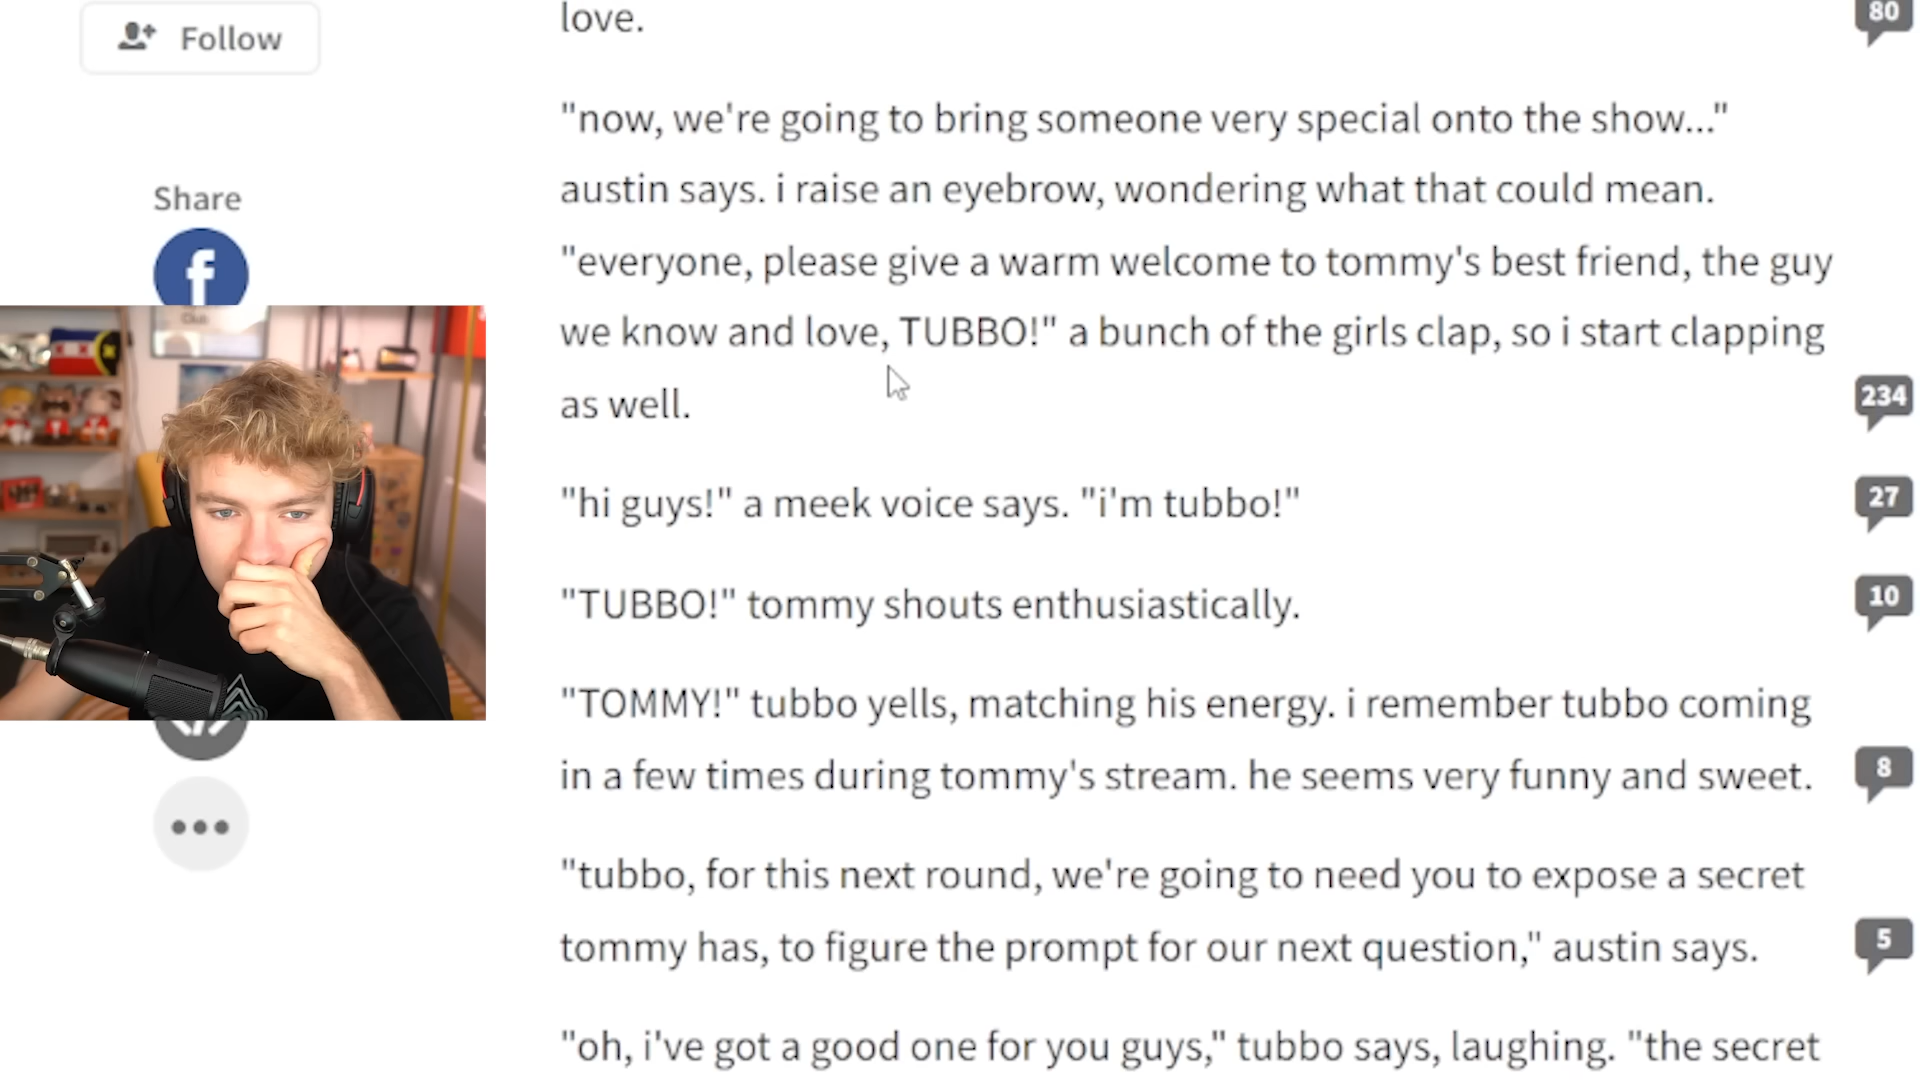 love.
80
Follow
"now, we're going to bring someone very special onto the show..."
austin says. i raise an eyebrow, wondering what that could mean.
Share
"everyone, please give a warm welcome to tommy's best friend, the guy
f
we know and love, TUBBO!" a bunch of the girls clap, so i start clapping
as well.
234
"hi guys!" a meek voice says. "i'm tubbo!"
27
"TUBBO!" tommy shouts enthusiastically.
10
"TOMMY!" tubbo yells, matching his energy. i remember tubbo coming
in a few times during tommy's stream. he seems very funny and sweet.
8
"tubbo, for this next round, we're going to need you to expose a secret
tommy has, to figure the prompt for our next question," austin says.
5
"oh, i've got a good one for you guys," tubbo says, laughing. "the secret